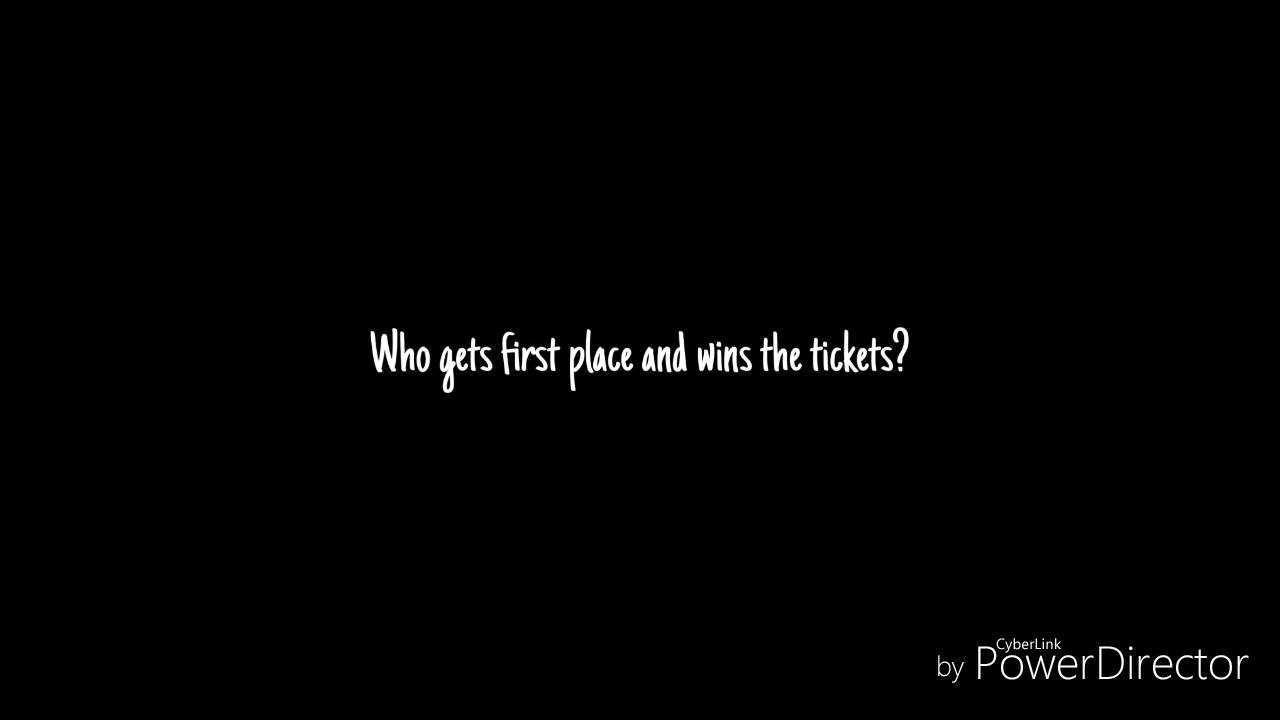 Who gets first place and wins the tickets?
CyberLink
by PowerDirector